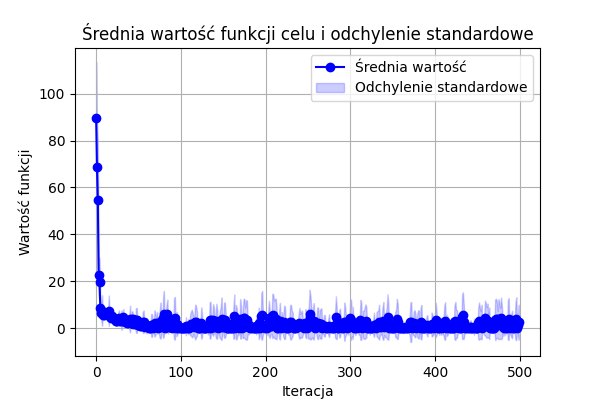 Średnia wartość funkcji celu i odchylenie standardowe
Średnia wartość
Odchylenie standardowe
Wartość funkcji
100
80
60
40
20
0
0 100 200 300 400 500
Iteracja